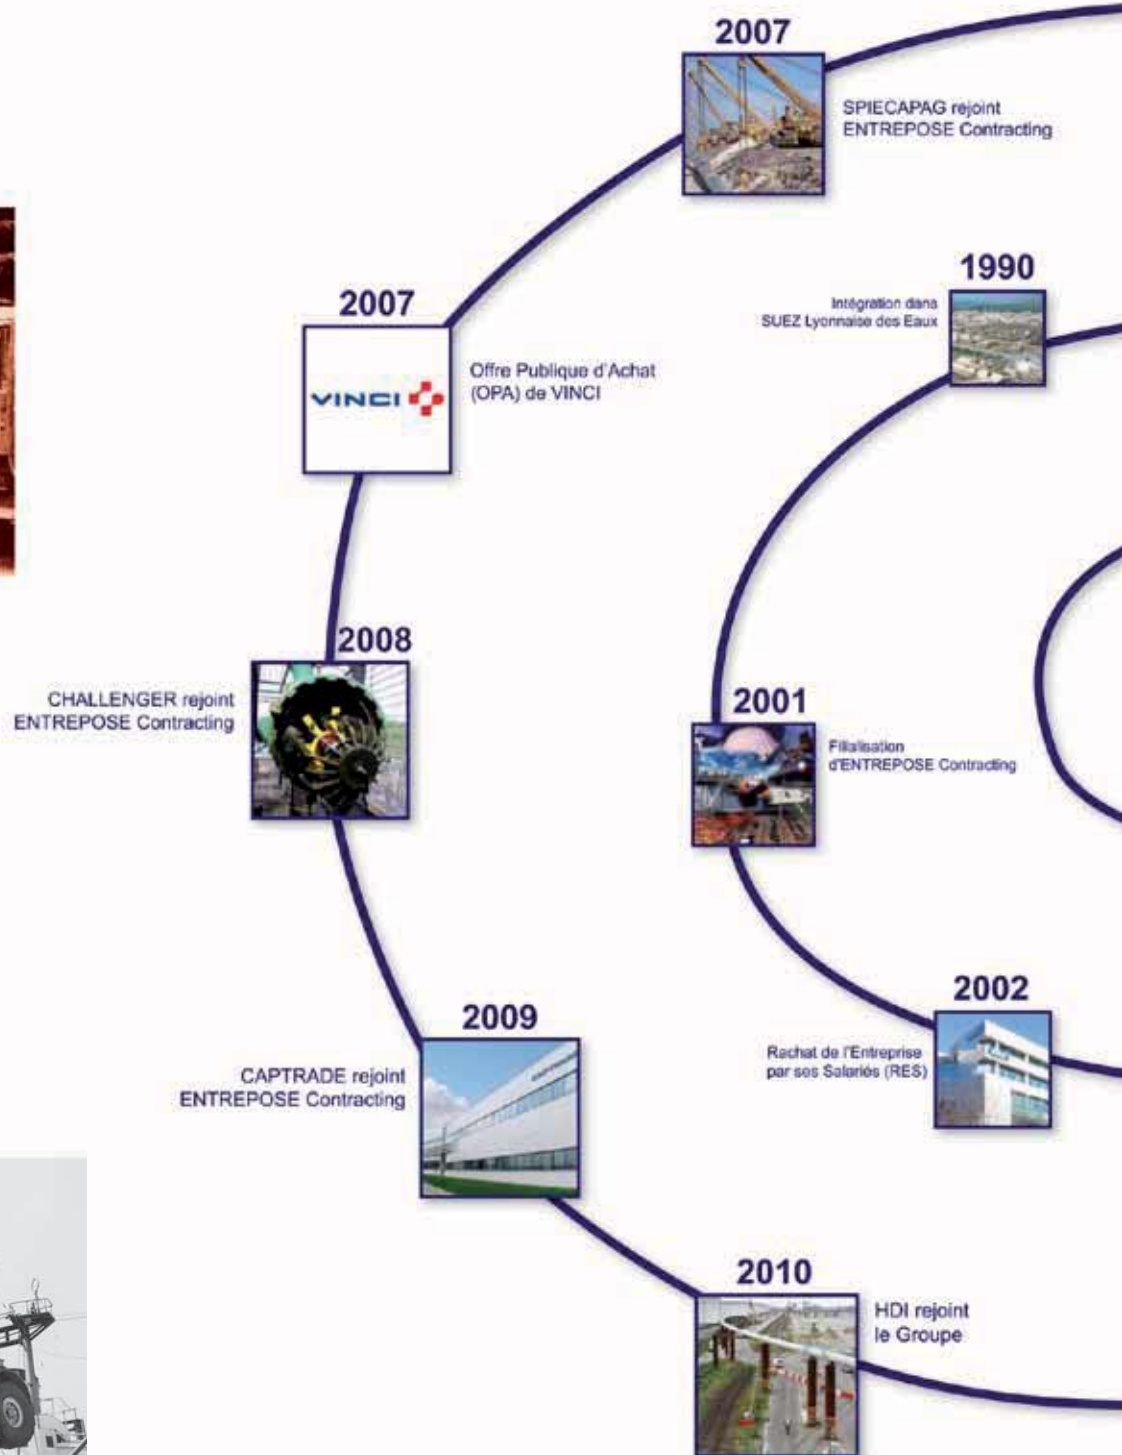 2007
SPIECAPAG rejoint
ENTREPOSE Contracting
1990
Intégration dans
SUEZ Lyonnaise des Eaux
2007
VINCI
Offre Publique d'Achat
(OPA) de VINCI
2008
CHALLENGER rejoint
ENTREPOSE Contracting
2001
Filialisation
d'ENTREPOSE Contracting
2002
Rachat de l'Entreprise
par ses Salariés (RES)
2009
CAPTRADE rejoint
ENTREPOSE Contracting
2010
HDI rejoint
le Groupe